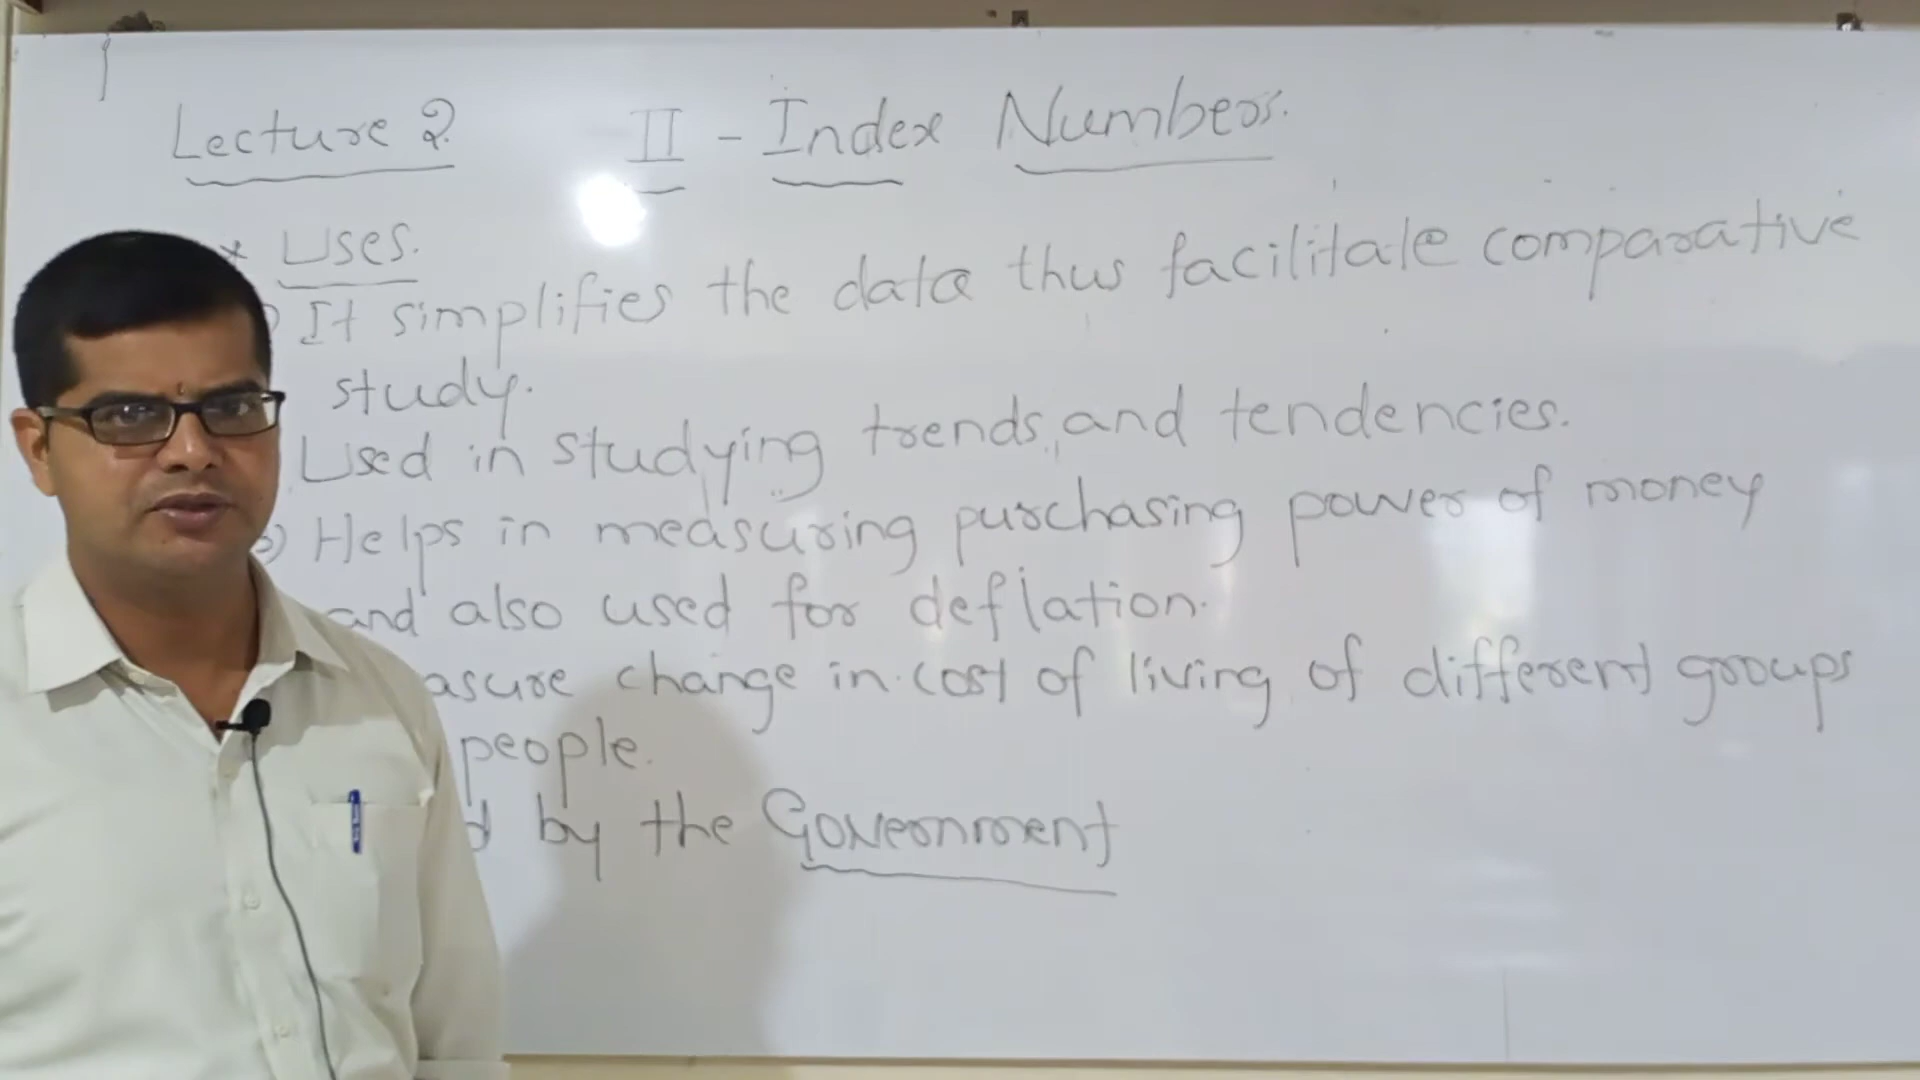 Lecture 2. II - Index Numbers.
* Uses.
) It simplifies the data thus facilitate comparative
study.
Used in studying trends, and tendencies.
) Helps in measuring purchasing power of money
and also used for deflation.
asure change in cost of living of different groups
people.
d by the Government